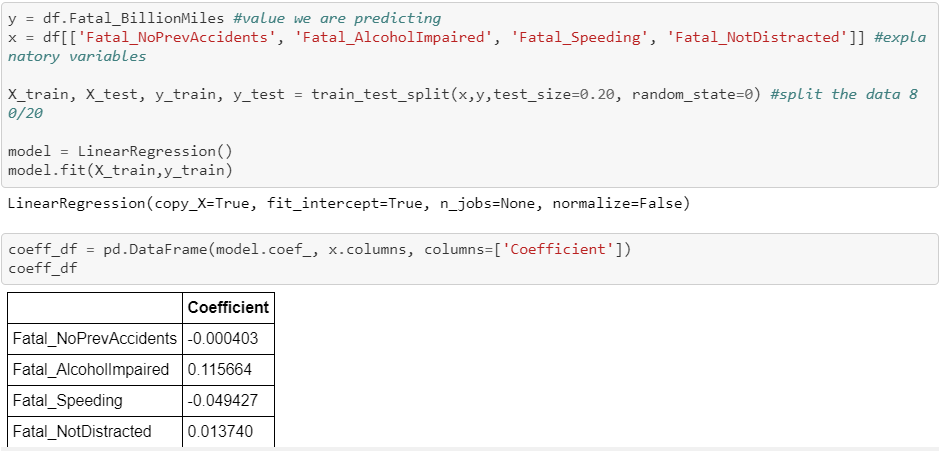 y = df.Fatal_BillionMiles #value we are predicting
x = df[['Fatal_NoPrevAccidents', 'Fatal_AlcoholImpaired', 'Fatal_Speeding', 'Fatal_NotDistracted']] #expla
natory variables
X_train, X_test, y_train, y_test = train_test_split(x,y,test_size=0.20, random_state=0) #split the data 8
0/20
model = LinearRegression()
model.fit(X_train,y_train)
LinearRegression(copy_X=True, fit_intercept=True, n_jobs=None, normalize=False)
coeff_df = pd.DataFrame(model.coef_, x.columns, columns=['Coefficient'])
coeff_df
Coefficient
Fatal_NoPrevAccidents -0.000403
Fatal_AlcoholImpaired 0.115664
Fatal_Speeding -0.049427
Fatal_NotDistracted 0.013740